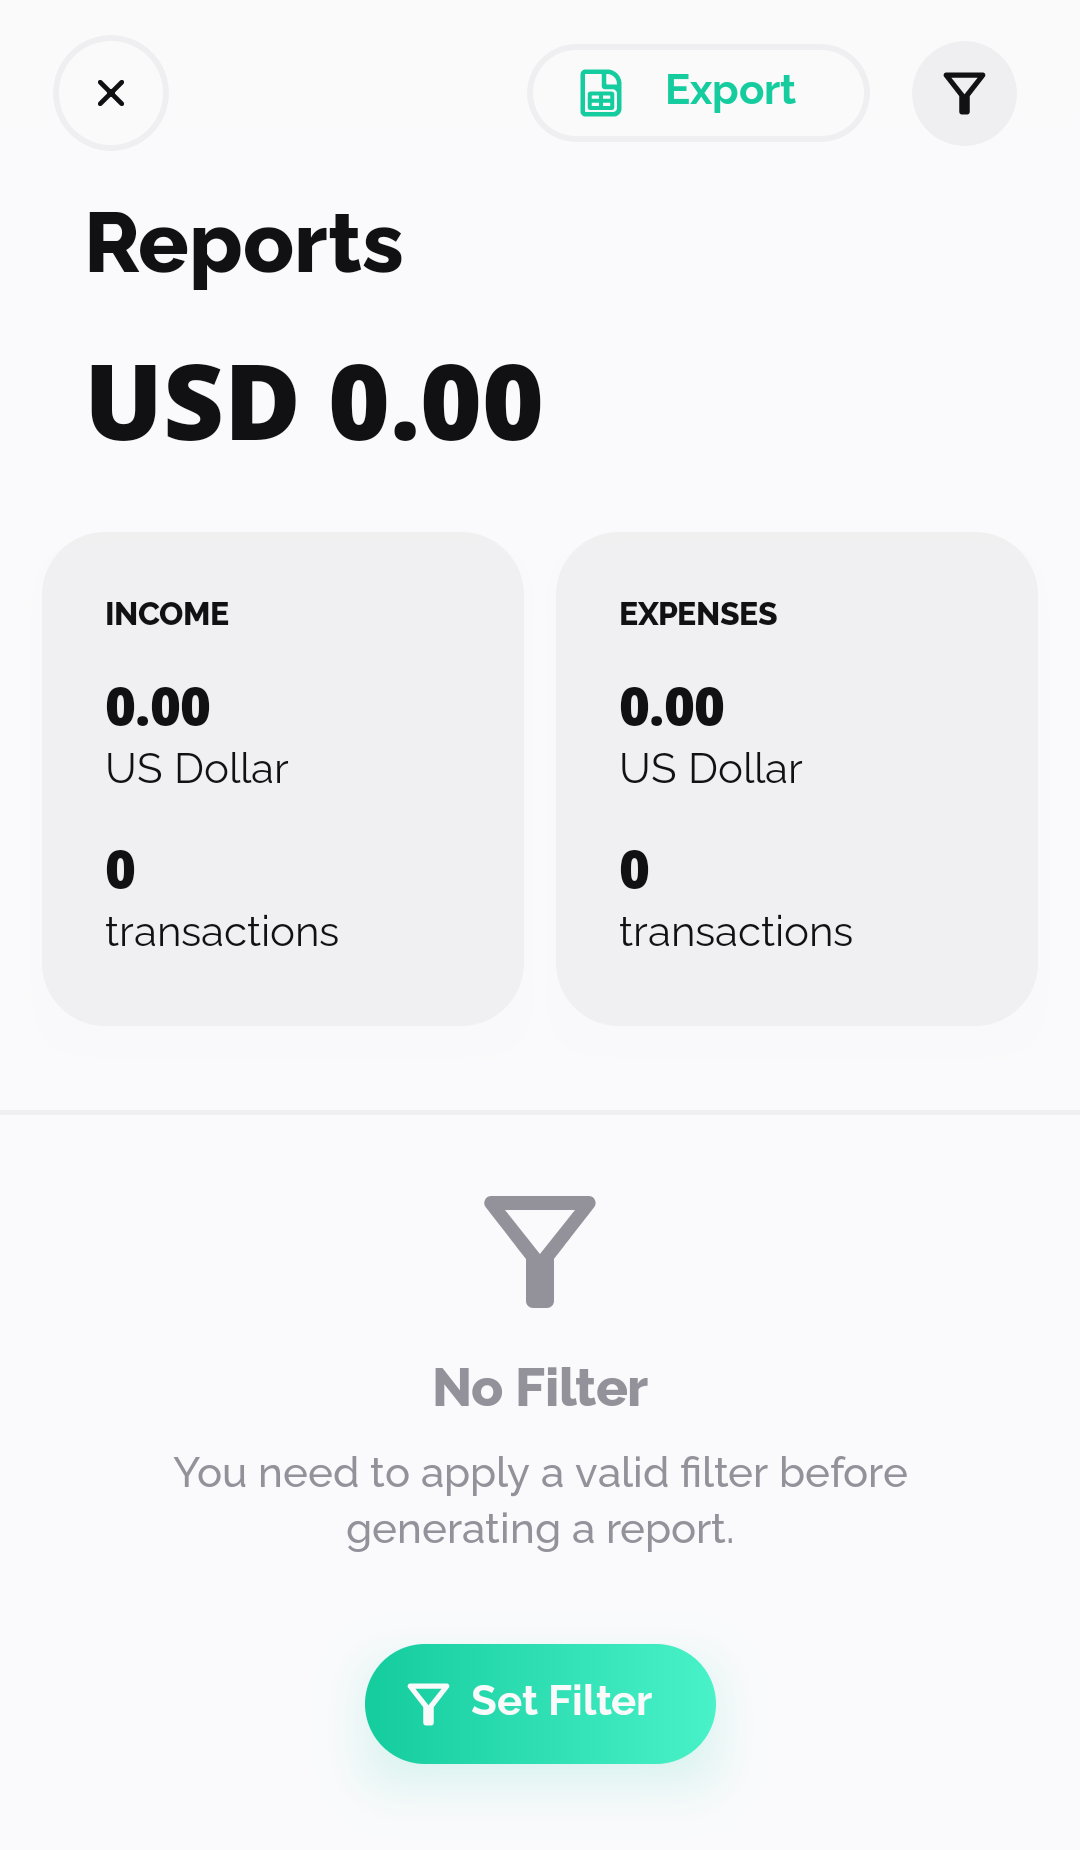 Export
Reports
USD 0.00
INCOME
0.00
US Dollar
0
transactions
EXPENSES
0.00
US Dollar
0
transactions
No Filter
You need to apply a valid filter before
generating a report.
Set Filter